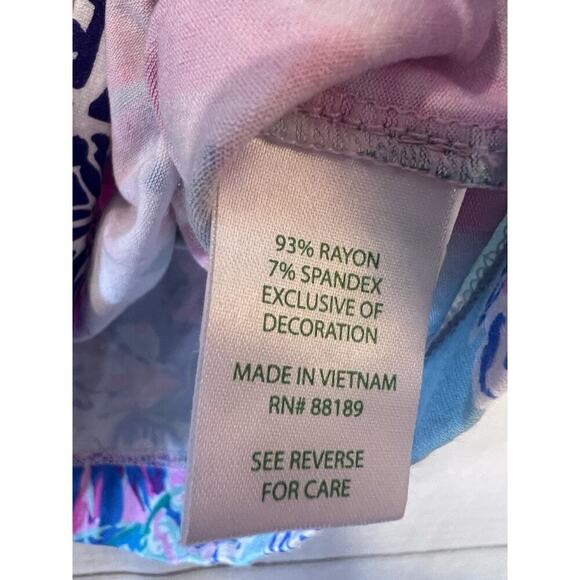 93% RAYON
7% SPANDEX
EXCLUSIVE OF
DECORATION
MADE IN VIETNAM
RN# 88189
SEE REVERSE
FOR CARE